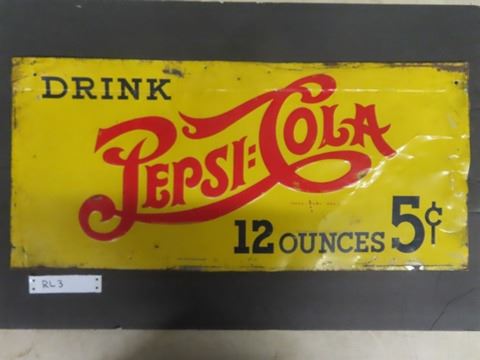 DRINK
PEPSI:COLA
12 OUNCES 5¢
RL3